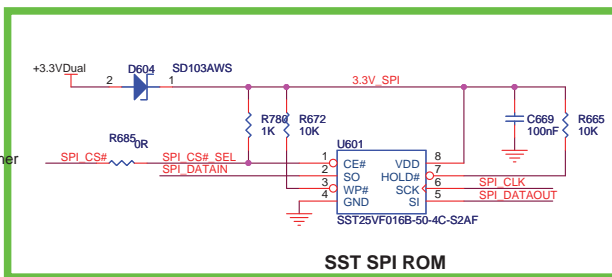 +3.3VDual
D604
SD103AWS
2
1
3.3V_SPI
R780
1K
R672
10K
C669
100nF
R665
10K
R685
0R
U601
her
SPI_CS#
SPI_CS#_SEL
SPI_DATAIN
1
2
3
4
CE#
SO
WP#
GND
VDD
HOLD#
SCK
SI
8
7
6
5
SPI_CLK
SPI_DATAOUT
SST25VF016B-50-4C-S2AF
SST SPI ROM